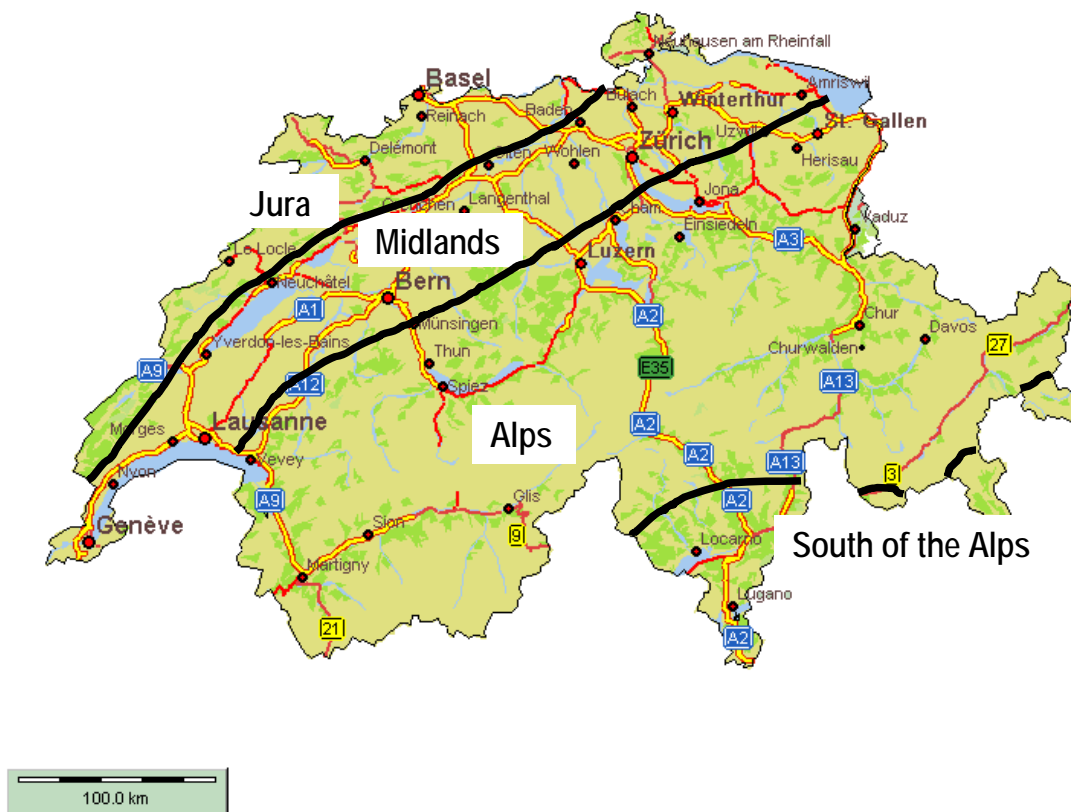 Neuhausen am Rheinfall
Basel
Amriswil
Bülach
Winterthur
Reinach
Baden
St. Gallen
Uzwil
Zürich
Delémont
Olten
Wohlen
Herisau
Jura
Langenthal
Jona
Grenchen
Cham
Vaduz
Midlands
Einsiedeln
A3
Le Locle
Luzern
Neuchâtel
Bern
A1
A2
Münsingen
Chur
Davos
Yverdon-les-Bains
Churwalden
27
Thun
A9
E35
A12
Spiez
A13
Lausanne
A2
Morges
Alps
A2
Vevey
A13
Nyon
3
A9
Glis
A2
Genève
Sion
9
Locarno
South of the Alps
Martigny
Lugano
21
A2
100.0 km